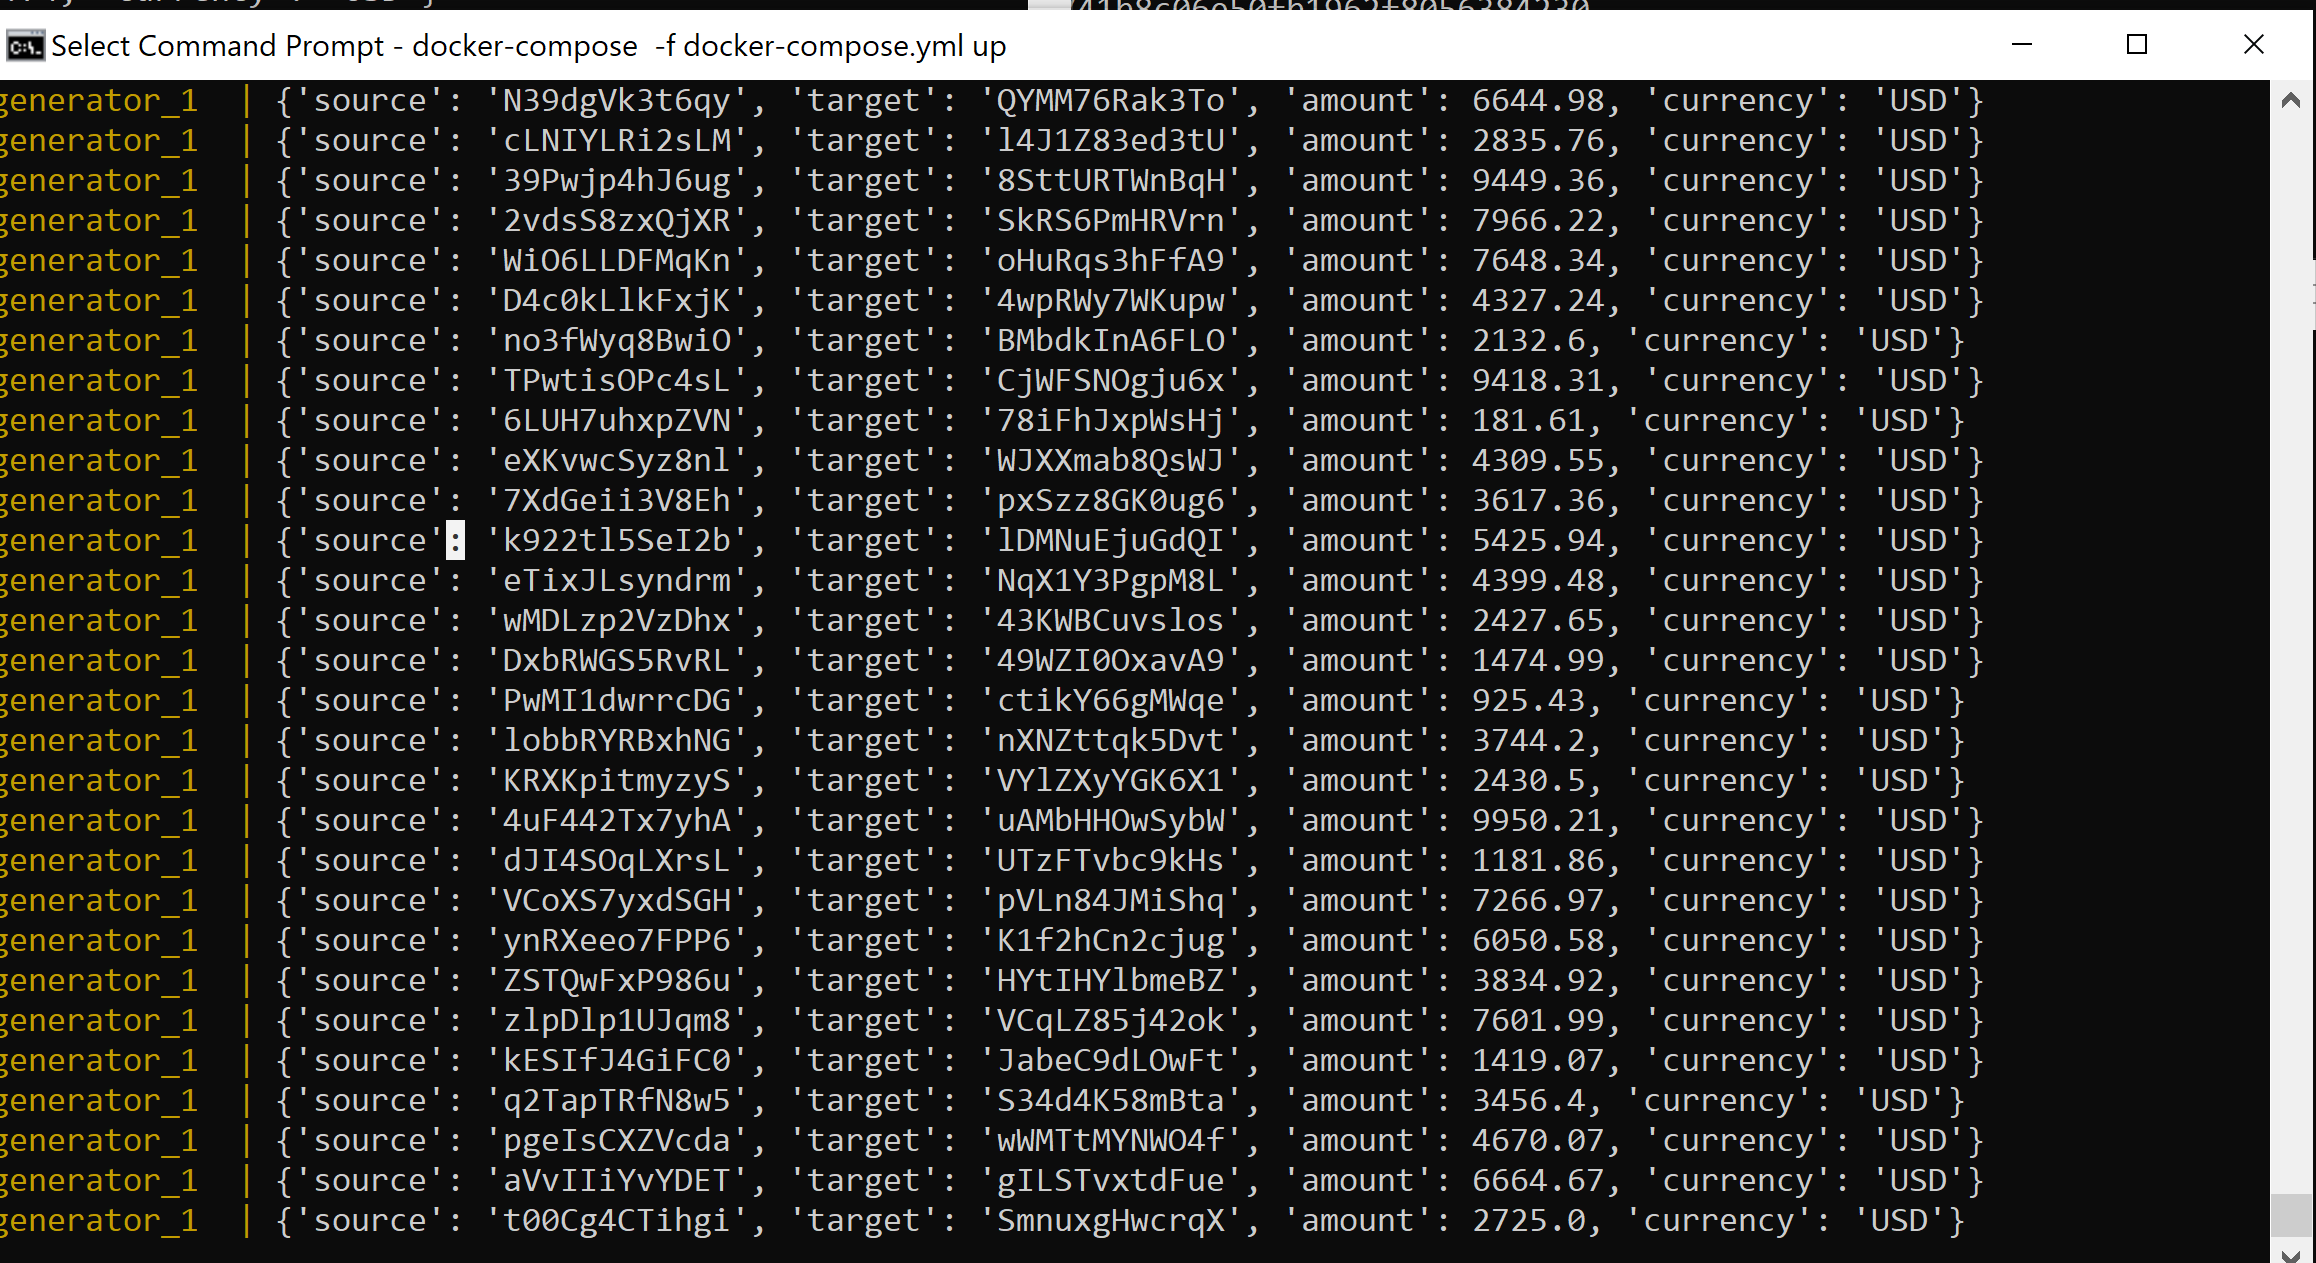 741b8c06e50fb1962f8056384230
Select Command Prompt - docker-compose  -f docker-compose.yml up
generator_1  | {'source': 'N39dgVk3t6qy', 'target': 'QYMM76Rak3To', 'amount': 6644.98, 'currency': 'USD'}
generator_1  | {'source': 'cLNIYLRi2sLM', 'target': 'l4J1Z83ed3tU', 'amount': 2835.76, 'currency': 'USD'}
generator_1  | {'source': '39Pwjp4hJ6ug', 'target': '8SttURTWnBqH', 'amount': 9449.36, 'currency': 'USD'}
generator_1  | {'source': '2vdsS8zxQjXR', 'target': 'SkRS6PmHRVrn', 'amount': 7966.22, 'currency': 'USD'}
generator_1  | {'source': 'WiO6LLDFMqKn', 'target': 'oHuRqs3hFfA9', 'amount': 7648.34, 'currency': 'USD'}
generator_1  | {'source': 'D4c0kLlkFxjK', 'target': '4wpRWy7WKupw', 'amount': 4327.24, 'currency': 'USD'}
generator_1  | {'source': 'no3fWyq8BwiO', 'target': 'BMbdkInA6FLO', 'amount': 2132.6, 'currency': 'USD'}
generator_1  | {'source': 'TPwtisOPc4sL', 'target': 'CjWFSNOgju6x', 'amount': 9418.31, 'currency': 'USD'}
generator_1  | {'source': '6LUH7uhxpZVN', 'target': '78iFhJxpWsHj', 'amount': 181.61, 'currency': 'USD'}
generator_1  | {'source': 'eXKvwcSyz8nl', 'target': 'WJXXmab8QsWJ', 'amount': 4309.55, 'currency': 'USD'}
generator_1  | {'source': '7XdGeii3V8Eh', 'target': 'pxSzz8GK0ug6', 'amount': 3617.36, 'currency': 'USD'}
generator_1  | {'source': 'k922tl5SeI2b', 'target': 'lDMNuEjuGdQI', 'amount': 5425.94, 'currency': 'USD'}
generator_1  | {'source': 'eTixJLsyndrm', 'target': 'NqX1Y3PgpM8L', 'amount': 4399.48, 'currency': 'USD'}
generator_1  | {'source': 'wMDLzp2VzDhx', 'target': '43KWBCuvslos', 'amount': 2427.65, 'currency': 'USD'}
generator_1  | {'source': 'DxbRWGS5RvRL', 'target': '49WZI0OxavA9', 'amount': 1474.99, 'currency': 'USD'}
generator_1  | {'source': 'PwMI1dwrrcDG', 'target': 'ctikY66gMWqe', 'amount': 925.43, 'currency': 'USD'}
generator_1  | {'source': 'lobbRYRBxhNG', 'target': 'nXNZttqk5Dvt', 'amount': 3744.2, 'currency': 'USD'}
generator_1  | {'source': 'KRXKpitmyzyS', 'target': 'VYlZXyYGK6X1', 'amount': 2430.5, 'currency': 'USD'}
generator_1  | {'source': '4uF442Tx7yhA', 'target': 'uAMbHHOwSybW', 'amount': 9950.21, 'currency': 'USD'}
generator_1  | {'source': 'dJI4SOqLXrsL', 'target': 'UTzFTvbc9kHs', 'amount': 1181.86, 'currency': 'USD'}
generator_1  | {'source': 'VCoXS7yxdSGH', 'target': 'pVLn84JMiShq', 'amount': 7266.97, 'currency': 'USD'}
generator_1  | {'source': 'ynRXeeo7FPP6', 'target': 'K1f2hCn2cjug', 'amount': 6050.58, 'currency': 'USD'}
generator_1  | {'source': 'ZSTQwFxP986u', 'target': 'HYtIHYlbmeBZ', 'amount': 3834.92, 'currency': 'USD'}
generator_1  | {'source': 'zlpDlp1UJqm8', 'target': 'VCqLZ85j42ok', 'amount': 7601.99, 'currency': 'USD'}
generator_1  | {'source': 'kESIfJ4GiFC0', 'target': 'JabeC9dLOwFt', 'amount': 1419.07, 'currency': 'USD'}
generator_1  | {'source': 'q2TapTRfN8w5', 'target': 'S34d4K58mBta', 'amount': 3456.4, 'currency': 'USD'}
generator_1  | {'source': 'pgeIsCXZVcda', 'target': 'wWMTtMYNWO4f', 'amount': 4670.07, 'currency': 'USD'}
generator_1  | {'source': 'aVvIIiYvYDET', 'target': 'gILSTvxtdFue', 'amount': 6664.67, 'currency': 'USD'}
generator_1  | {'source': 't00Cg4CTihgi', 'target': 'SmnuxgHwcrqX', 'amount': 2725.0, 'currency': 'USD'}